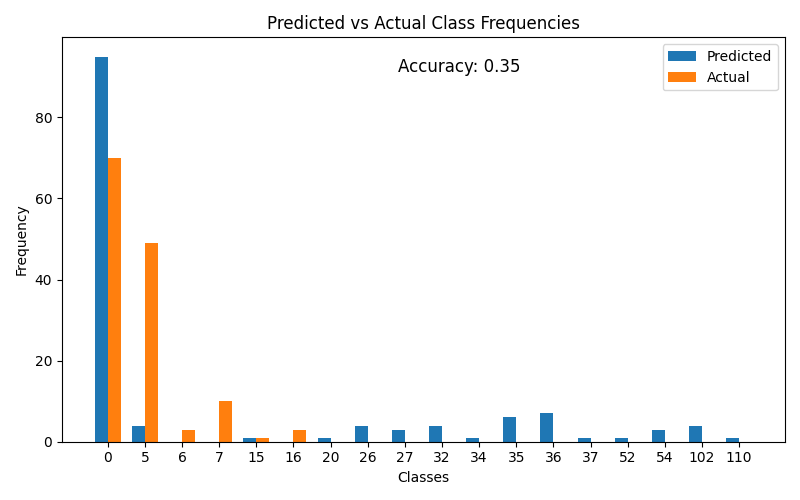 Predicted vs Actual Class Frequencies
Accuracy: 0.35
Predicted
Actual
Frequency
80
60
40
20
0
0 5 6 7 15 16 20 26 27 32 34 35 36 37 52 54 102 110
Classes